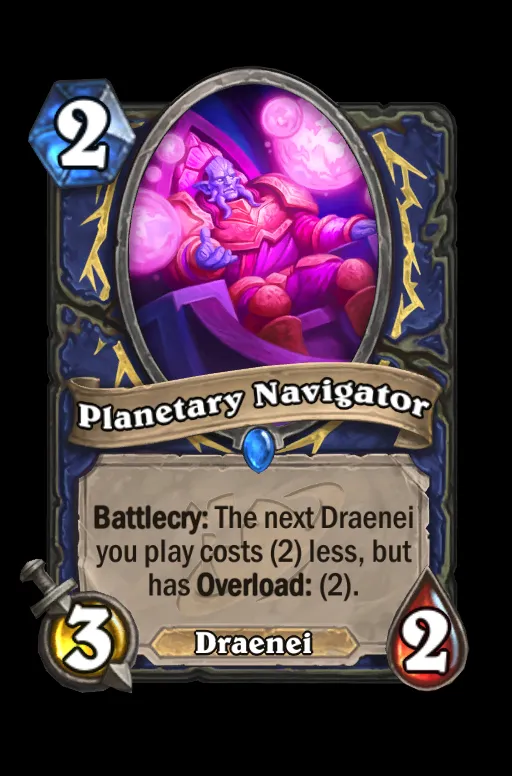 2
Planetary Navigator
Battlecry: The next Draenei
you play costs (2) less, but
has Overload: (2).
3
Draenei
2